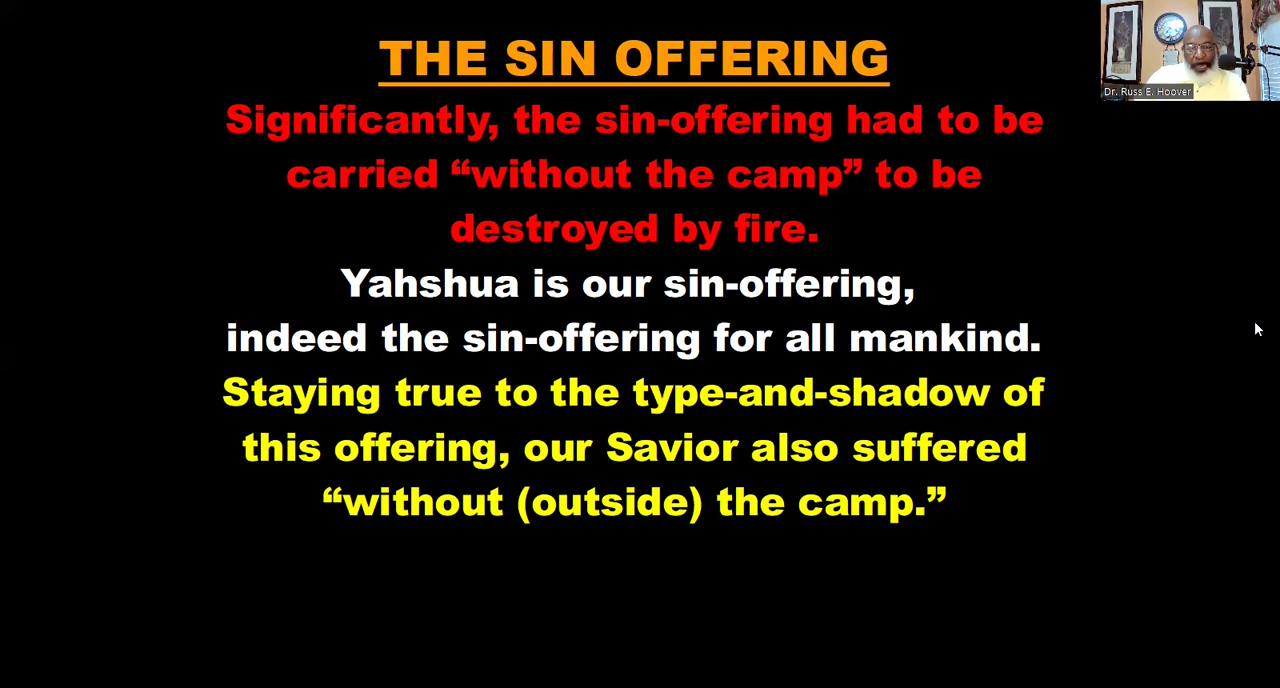 THE SIN OFFERING
Significantly, the sin-offering had to be
carried “without the camp” to be
destroyed by fire.
Yahshua is our sin-offering,
indeed the sin-offering for all mankind.
Staying true to the type-and-shadow of
this offering, our Savior also suffered
“without (outside) the camp.”
Dr. Russ E. Hoover